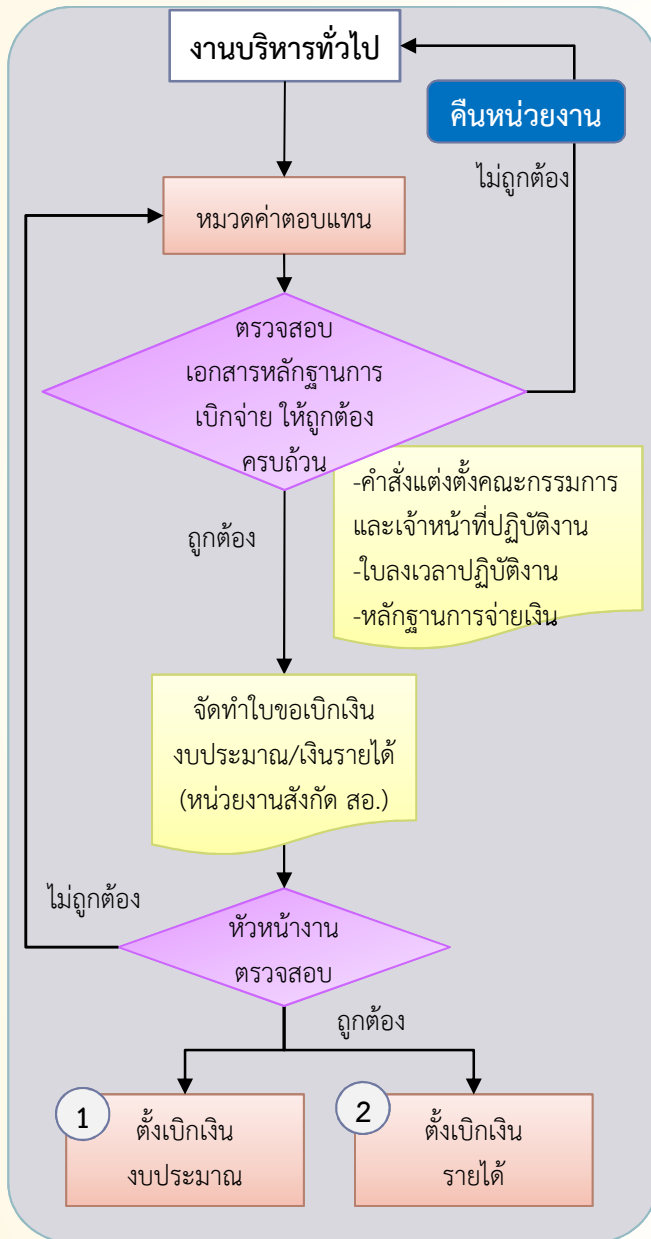 งานบริหารทั่วไป
คืนหน่วยงาน
ไม่ถูกต้อง
หมวดค่าตอบแทน
ตรวจสอบ
เอกสารหลักฐานการ
เบิกจ่าย ให้ถูกต้อง
ครบถ้วน
-คำสั่งแต่งตั้งคณะกรรมการ
และเจ้าหน้าที่ปฏิบัติงาน
-ใบลงเวลาปฏิบัติงาน
-หลักฐานการจ่ายเงิน
ถูกต้อง
จัดทำใบขอเบิกเงิน
งบประมาณ/เงินรายได้
(หน่วยงานสังกัด สอ.)
ไม่ถูกต้อง
หัวหน้างาน
ตรวจสอบ
ถูกต้อง
1
ตั้งเบิกเงิน
งบประมาณ
2
ตั้งเบิกเงิน
รายได้